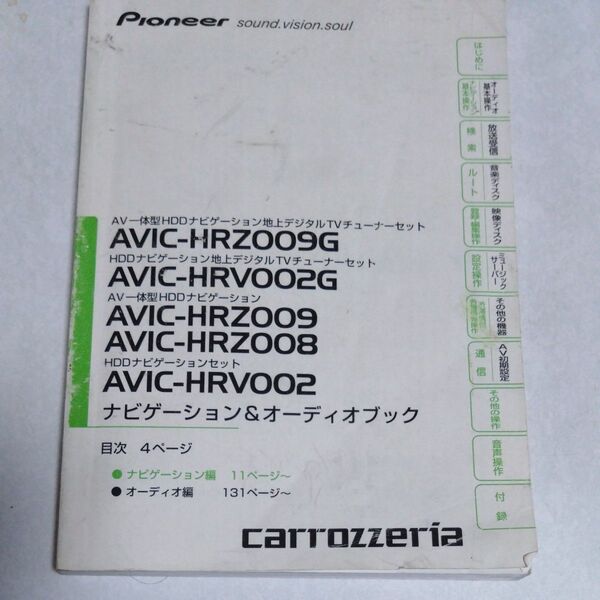 Pioneer sound.vision.soul
AV一体型HDDナビゲーション地上デジタルTVチューナーセット
AVIC-HRZ009G
HDDナビゲーション地上デジタルTVチューナーセット
AVIC-HRV002G
AV一体型HDDナビゲーション
AVIC-HRZ009
AVIC-HRZ008
HDDナビゲーションセット
AVIC-HRV002
ナビゲーション&オーディオブック
目次 4ページ
● ナビゲーション編 11ページ~
● オーディオ編 131ページ~
carrozzeria
はじめに
ナビゲーション
基本操作
オーディオ
基本操作
検索
放送受信
ルート
音楽ディスク
映像ディスク
設定操作
ミュージック
サーバー
その他の機器
通信
AV初期設定
その他の操作
音声操作
付録